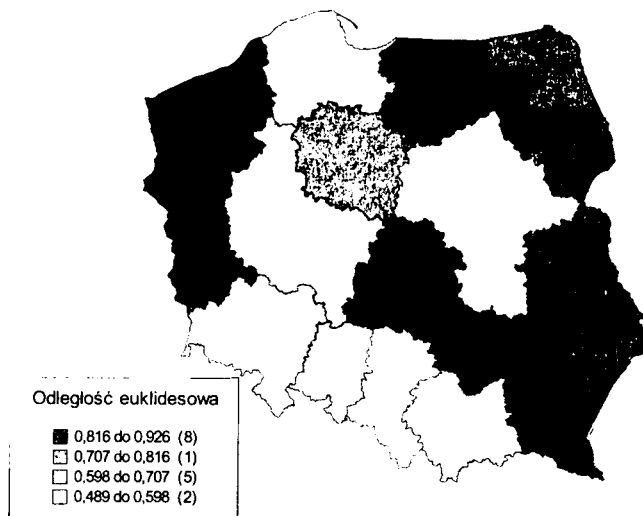 Odległość euklidesowa
0,816 do 0,926 (8)
0,707 do 0,816 (1)
0,598 do 0,707 (5)
0,489 do 0,598 (2)